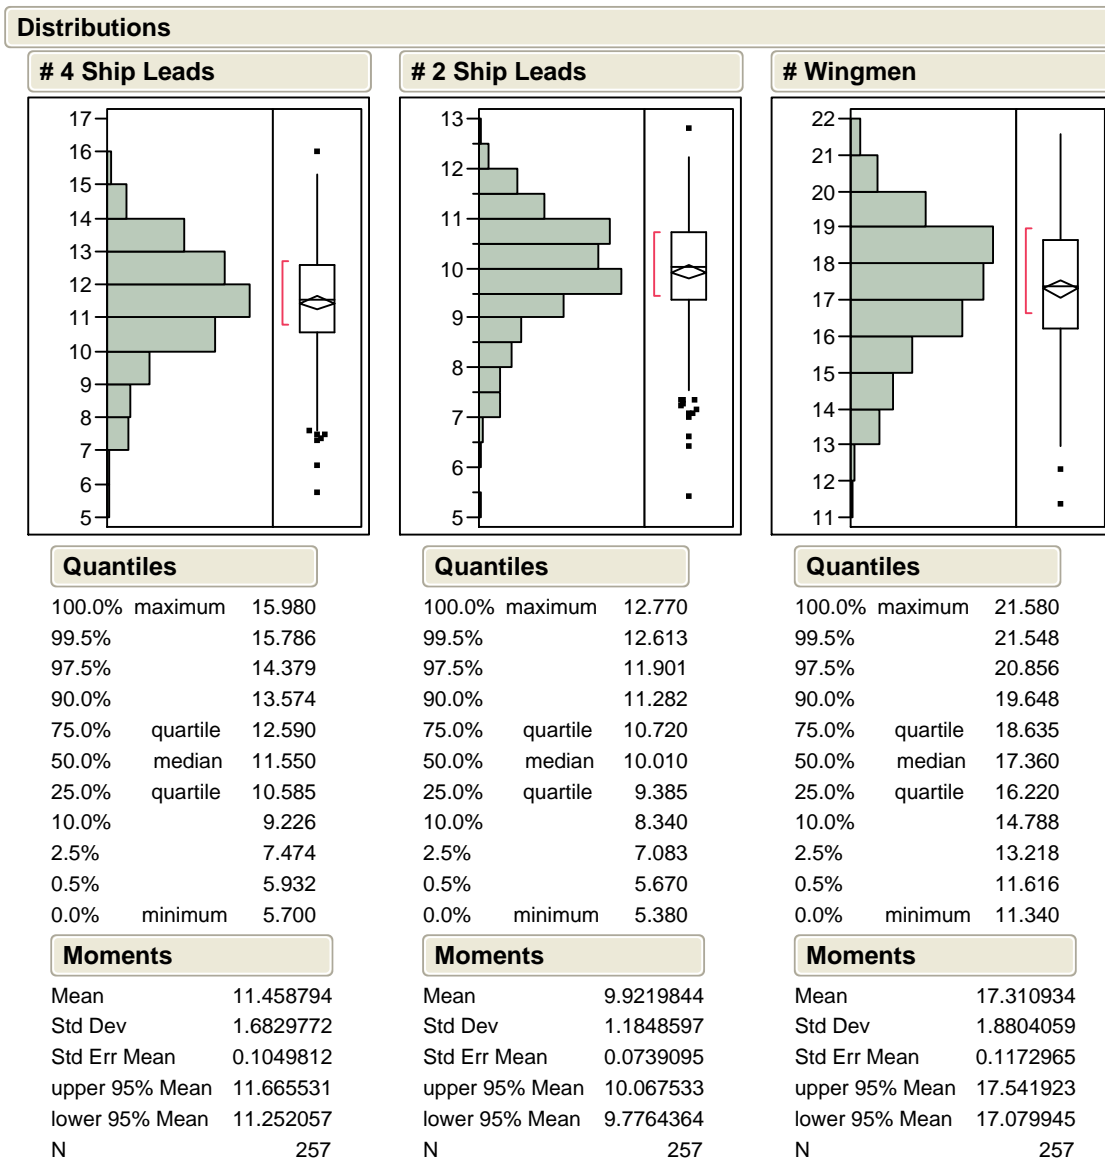 Distributions
# 4 Ship Leads
17
16
15
14
13
12
11
10
9
8
7
6
5
Quantiles
100.0% maximum 15.980
99.5% 15.786
97.5% 14.379
90.0% 13.574
75.0% quartile 12.590
50.0% median 11.550
25.0% quartile 10.585
10.0% 9.226
2.5% 7.474
0.5% 5.932
0.0% minimum 5.700
Moments
Mean 11.458794
Std Dev 1.6829772
Std Err Mean 0.1049812
upper 95% Mean 11.665531
lower 95% Mean 11.252057
N 257
# 2 Ship Leads
13
12
11
10
9
8
7
6
5
Quantiles
100.0% maximum 12.770
99.5% 12.613
97.5% 11.901
90.0% 11.282
75.0% quartile 10.720
50.0% median 10.010
25.0% quartile 9.385
10.0% 8.340
2.5% 7.083
0.5% 5.670
0.0% minimum 5.380
Moments
Mean 9.9219844
Std Dev 1.1848597
Std Err Mean 0.0739095
upper 95% Mean 10.067533
lower 95% Mean 9.7764364
N 257
# Wingmen
22
21
20
19
18
17
16
15
14
13
12
11
Quantiles
100.0% maximum 21.580
99.5% 21.548
97.5% 20.856
90.0% 19.648
75.0% quartile 18.635
50.0% median 17.360
25.0% quartile 16.220
10.0% 14.788
2.5% 13.218
0.5% 11.616
0.0% minimum 11.340
Moments
Mean 17.310934
Std Dev 1.8804059
Std Err Mean 0.1172965
upper 95% Mean 17.541923
lower 95% Mean 17.079945
N 257